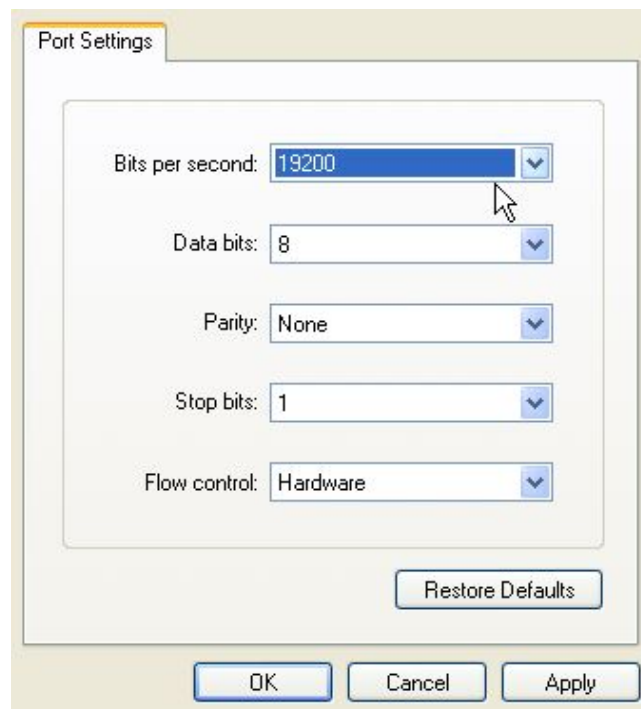 Port Settings
Bits per second: 19200
Data bits: 8
Parity: None
Stop bits: 1
Flow control: Hardware
Restore Defaults
OK Cancel Apply